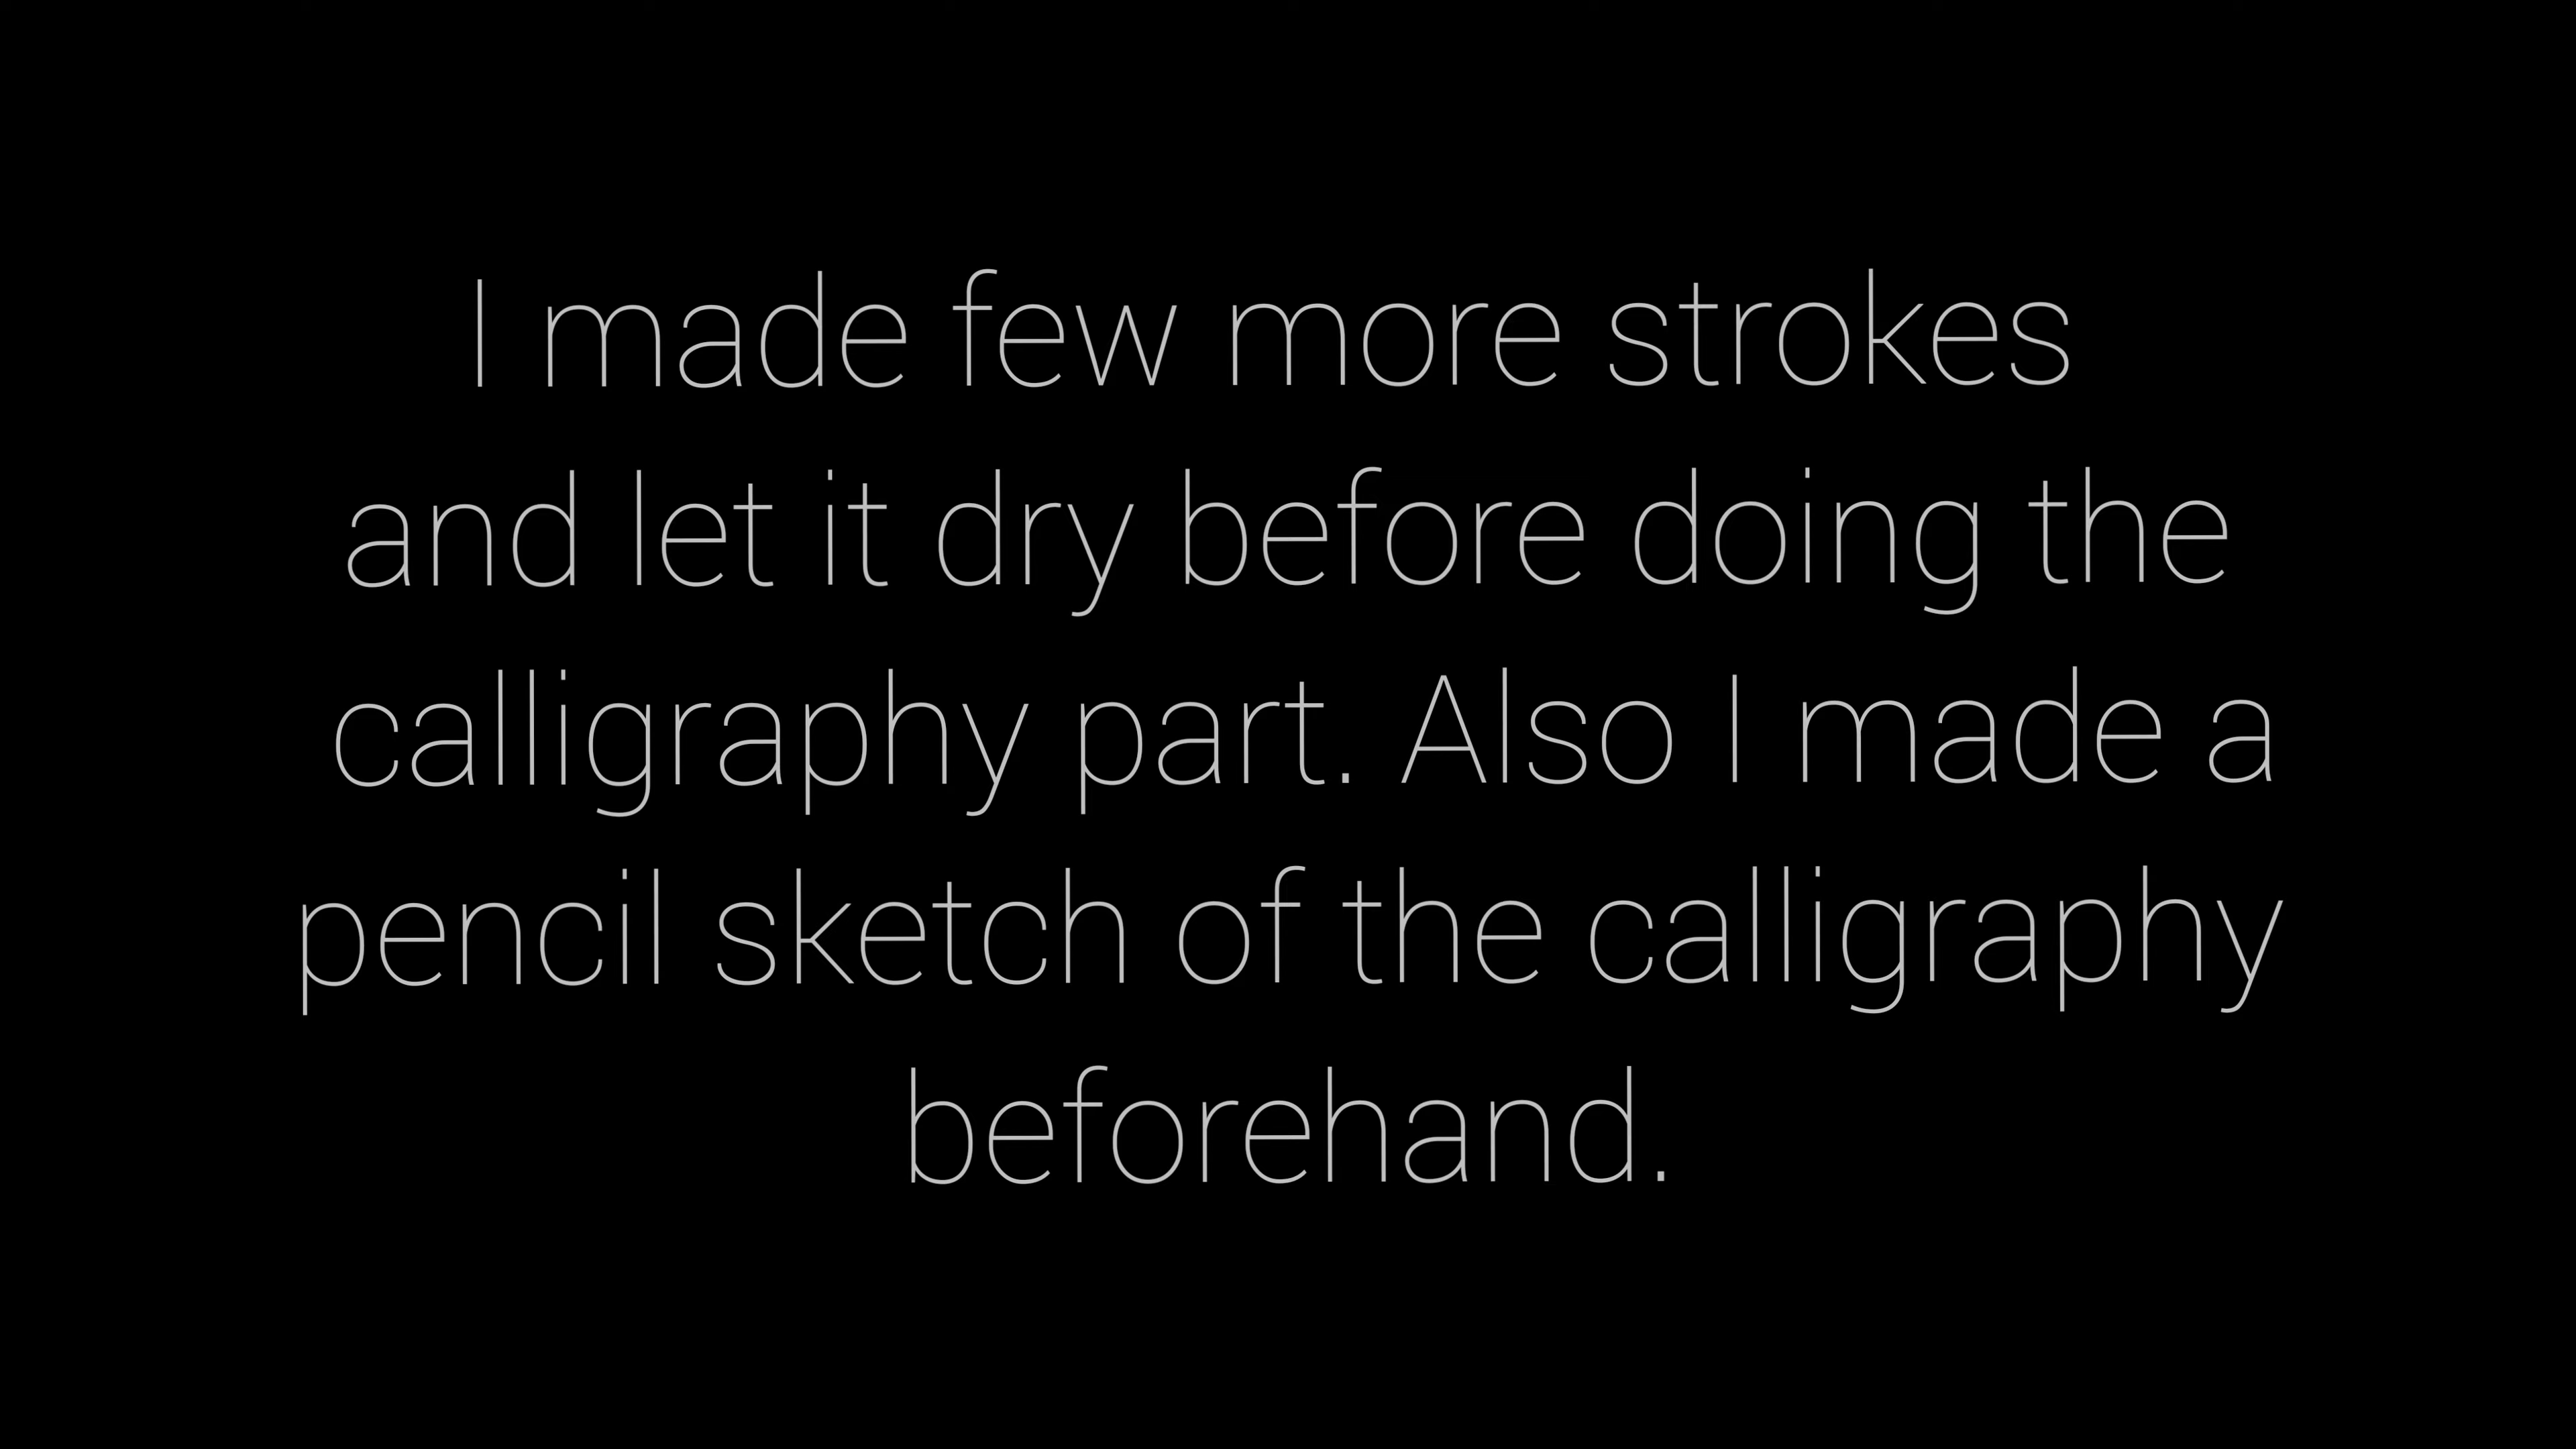 I made few more strokes
and let it dry before doing the
calligraphy part. Also I made a
pencil sketch of the calligraphy
beforehand.